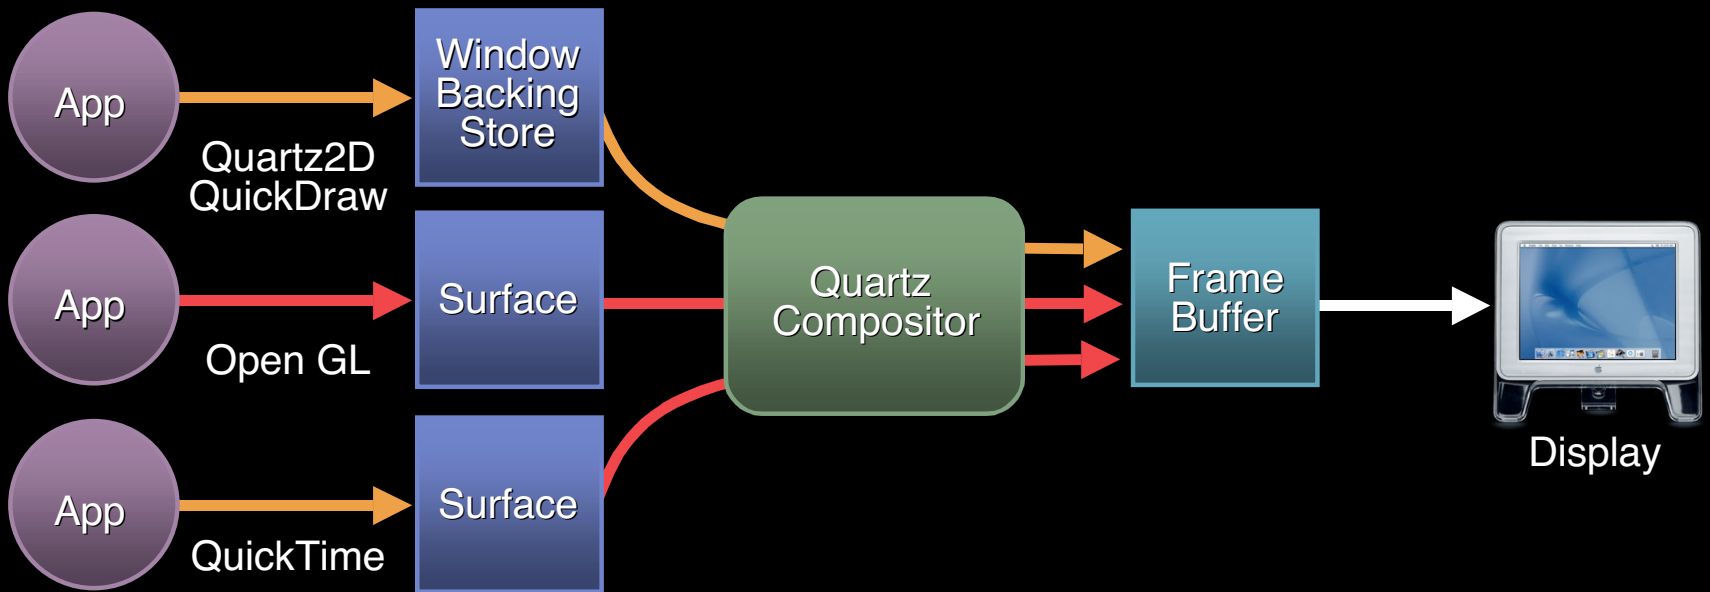 App
Quartz2D
QuickDraw
Window
Backing
Store
App
Open GL
Surface
App
QuickTime
Surface
Quartz
Compositor
Frame
Buffer
Display